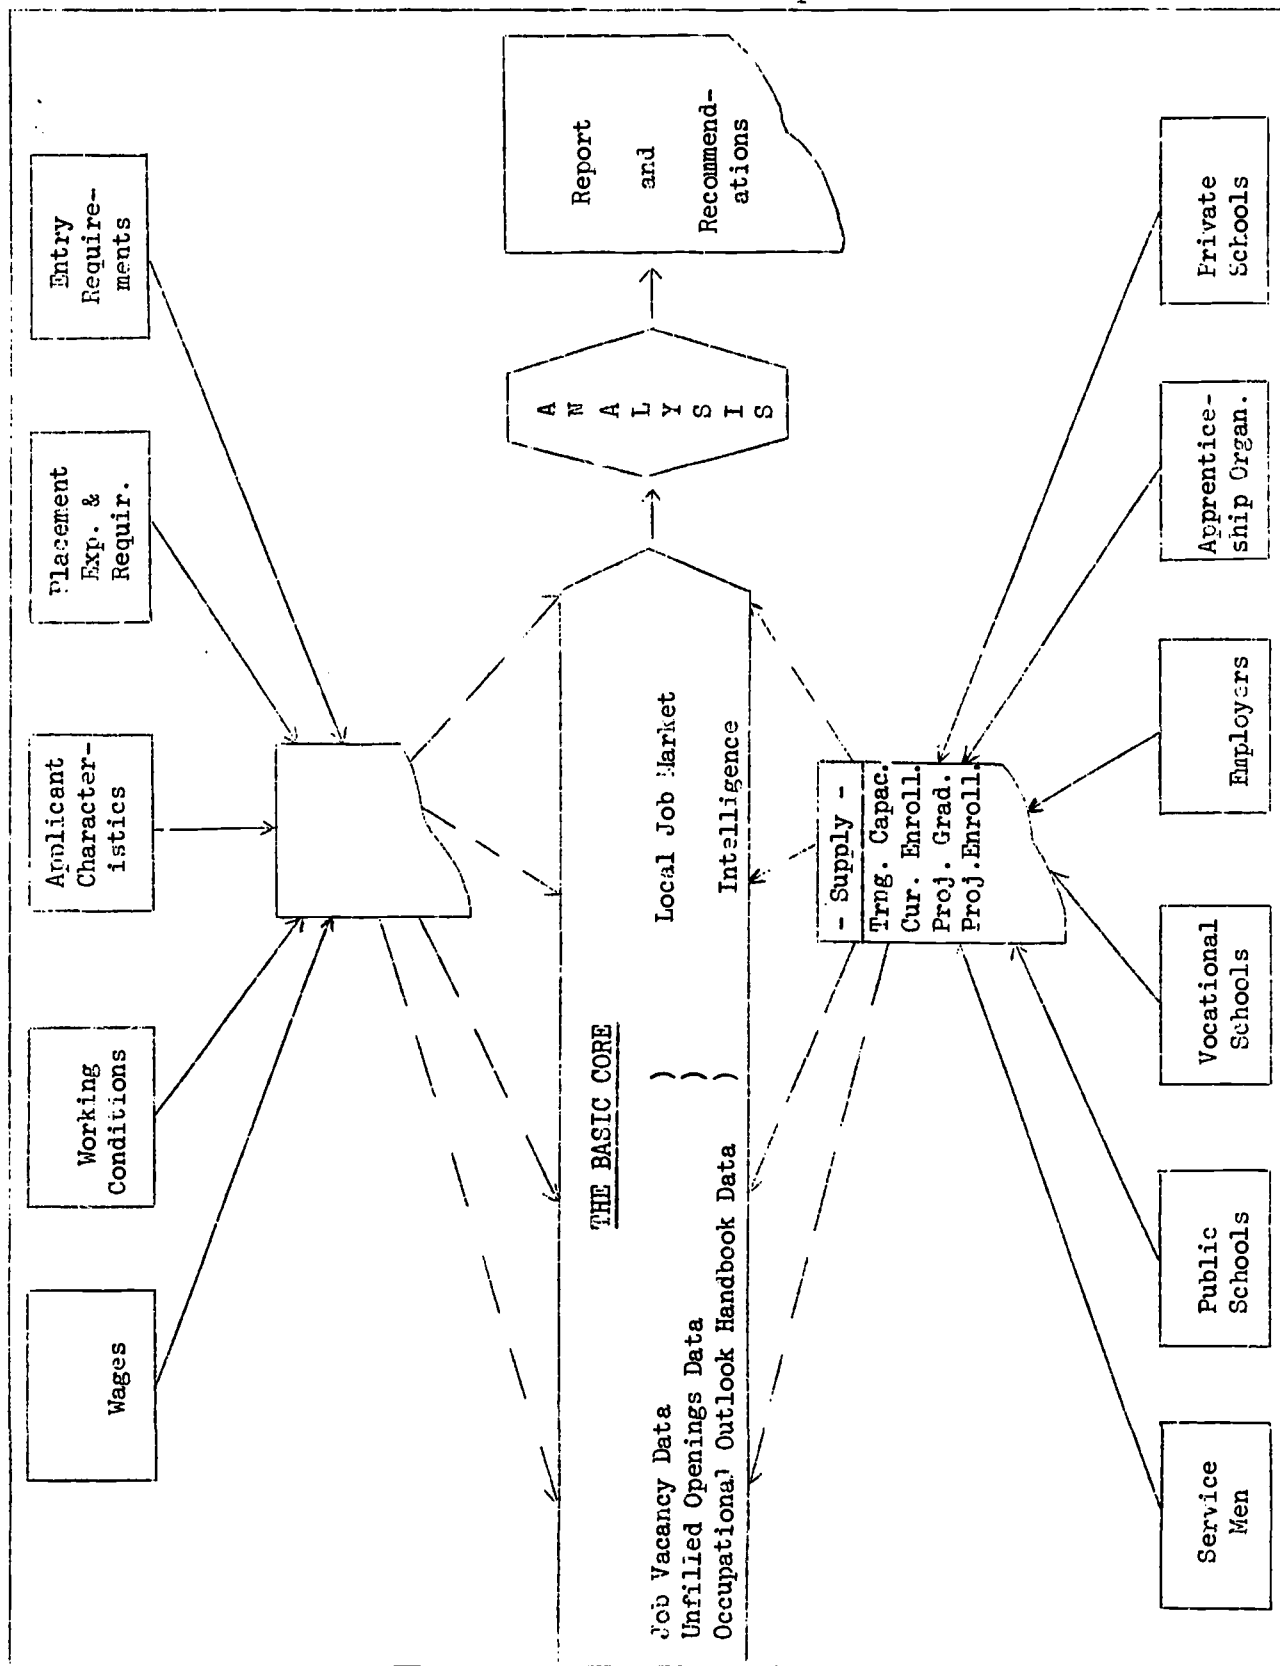 Wages
Working
Conditions
Applicant
Character-
istics
Placement
Exp. &
Requir.
Entry
Require-
ments
THE BASIC CORE
Job Vacancy Data )
Unfilled Openings Data )
Occupational Outlook Handbook Data )
Local Job Market
Intelligence
ANALYSIS
Report
and
Recommend-
ations
- Supply -
Trng. Capac.
Cur. Enroll.
Proj. Grad.
Proj.Enroll.
Service
Men
Public
Schools
Vocational
Schools
Employers
Apprentice-
ship Organ.
Private
Schools